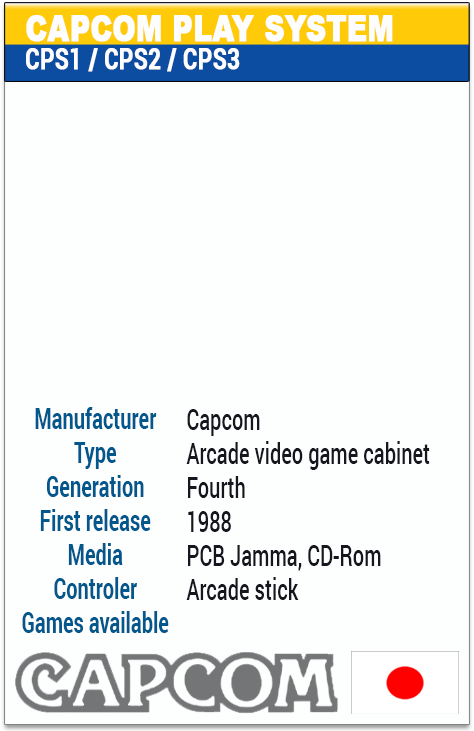 CAPCOM PLAY SYSTEM
CPS1 / CPS2 / CPS3
Manufacturer Capcom
Type Arcade video game cabinet
Generation Fourth
First release 1988
Media PCB Jamma, CD-Rom
Controler Arcade stick
Games available
CAPCOM